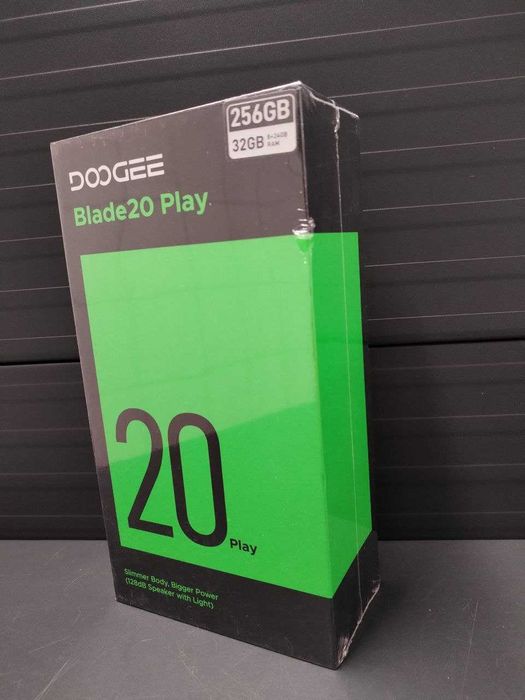 256GB
32GB 8+24GB
RAM
DOOGEE
Blade20 Play
20 Play
Slimmer Body, Bigger Power
(128dB Speaker with Light)